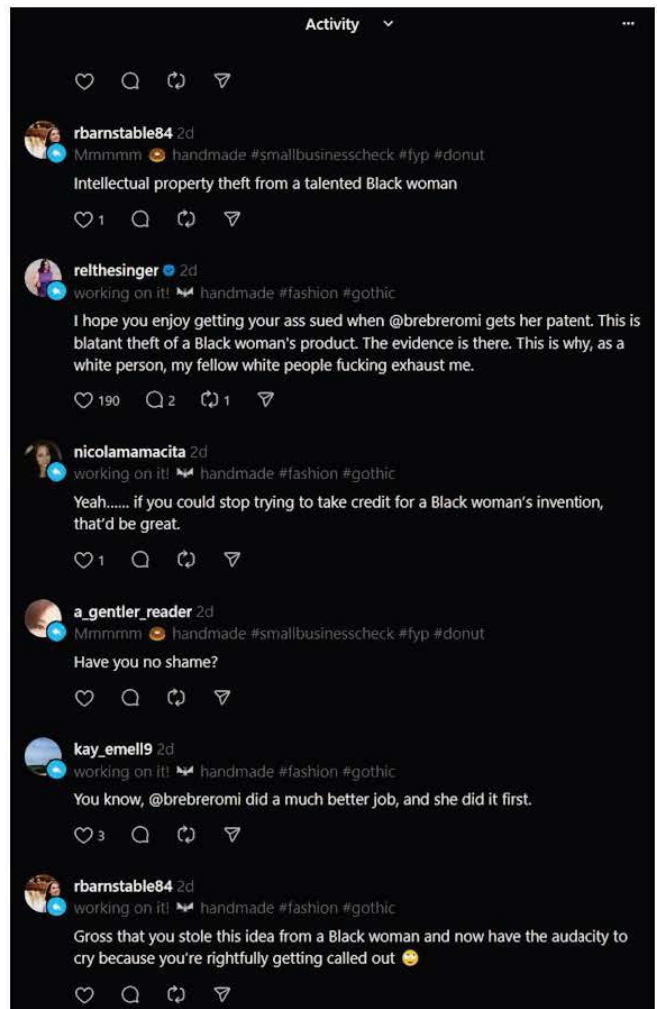 Activity
rbarnstable84 2d
Mmmmm 🍩 handmade #smallbusinesscheck #fyp #donut
Intellectual property theft from a talented Black woman
1
relthesinger 2d
working on it! 🦇 handmade #fashion #gothic
I hope you enjoy getting your ass sued when @brebreromi gets her patent. This is
blatant theft of a Black woman's product. The evidence is there. This is why, as a
white person, my fellow white people fucking exhaust me.
190 2 1
nicolamamacita 2d
working on it! 🦇 handmade #fashion #gothic
Yeah...... if you could stop trying to take credit for a Black woman's invention,
that'd be great.
1
a_gentler_reader 2d
Mmmmm 🍩 handmade #smallbusinesscheck #fyp #donut
Have you no shame?
kay_emell9 2d
working on it! 🦇 handmade #fashion #gothic
You know, @brebreromi did a much better job, and she did it first.
3
rbarnstable84 2d
working on it! 🦇 handmade #fashion #gothic
Gross that you stole this idea from a Black woman and now have the audacity to
cry because you're rightfully getting called out 🙄